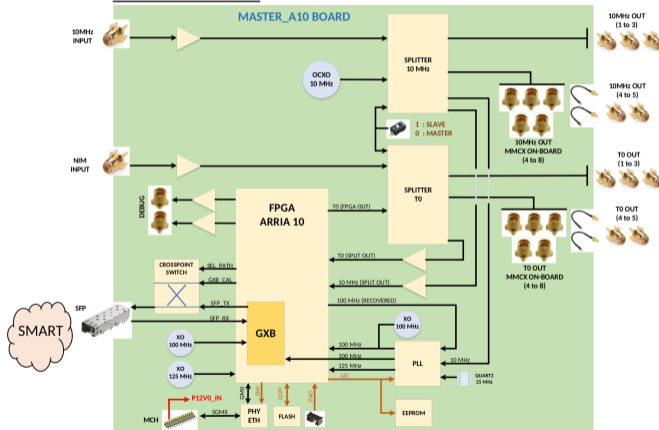 MASTER_A10 BOARD
10MHz
INPUT
OCXO
10 MHz
SPLITTER
10 MHz
10MHz OUT
(1 to 3)
10MHz OUT
(4 to 5)
10MHz OUT
MMCX ON-BOARD
(4 to 8)
1 : SLAVE
0 : MASTER
NIM
INPUT
SPLITTER
T0
T0 OUT
(1 to 3)
T0 OUT
(4 to 5)
T0 OUT
MMCX ON-BOARD
(4 to 8)
DEBUG
FPGA
ARRIA 10
T0 (FPGA OUT)
T0 (SPLIT OUT)
10 MHz (SPLIT OUT)
100 MHz (RECOVERED)
CROSSPOINT
SWITCH
SEL_PATH
GXB_CAL
SFP_TX
SFP_RX
SFP
SMART
GXB
XO
100 MHz
XO
125 MHz
XO
100 MHz
100 MHz
100 MHz
125 MHz
I2C
PLL
10 MHz
QUARTZ
25 MHz
GMII
QSPI
JTAG
P12V0_IN
MCH
SGMII
PHY
ETH
FLASH
EEPROM